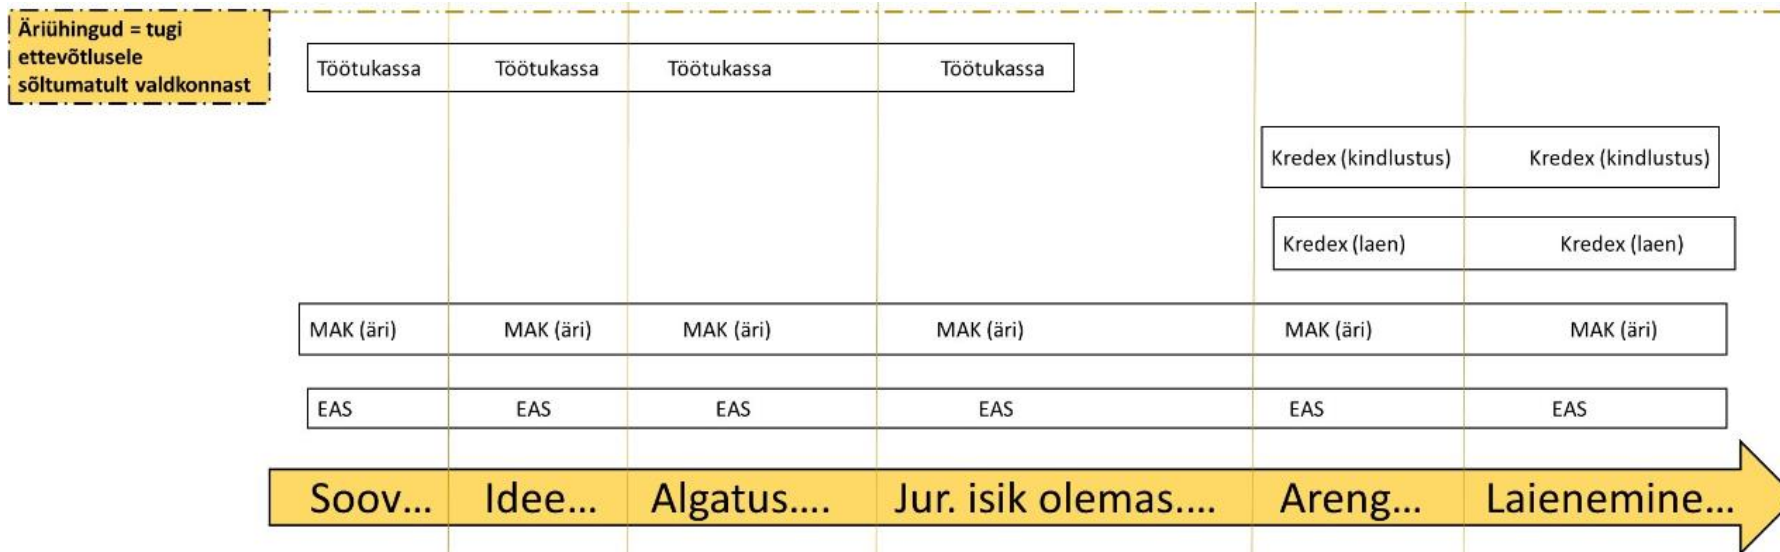 Äriühingud = tugi
ettevõtlusele
sõltumatult valdkonnast
Töötukassa Töötukassa Töötukassa Töötukassa
Kredex (kindlustus) Kredex (kindlustus)
Kredex (laen) Kredex (laen)
MAK (äri) MAK (äri) MAK (äri) MAK (äri) MAK (äri) MAK (äri)
EAS EAS EAS EAS EAS EAS
Soov... Idee... Algatus.... Jur. isik olemas.... Areng... Laienemine...